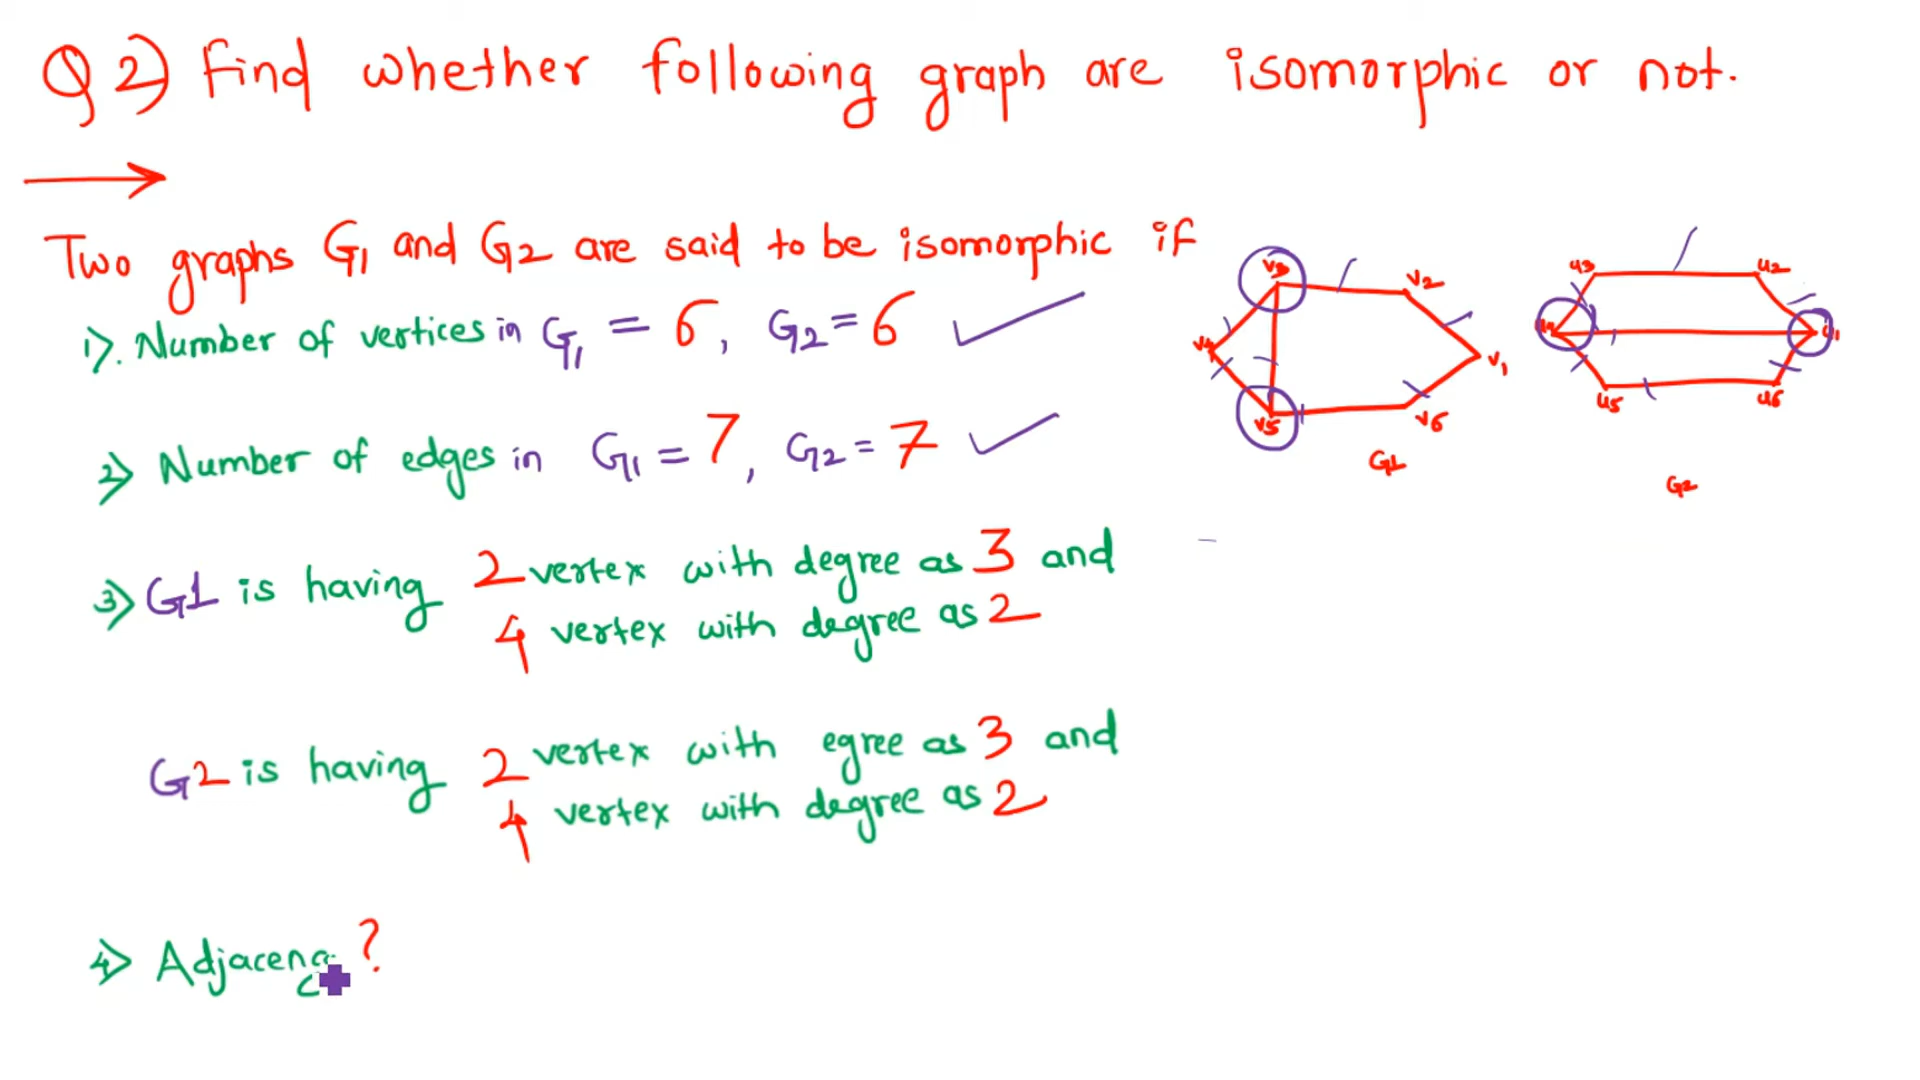 Q 2) Find whether following graph are isomorphic or not.
Two graphs G1 and G2 are said to be isomorphic if
1). Number of vertices in G1 = 6, G2 = 6
2) Number of edges in G1 = 7, G2 = 7
3) G1 is having 2 vertex with degree as 3 and
4 vertex with degree as 2
G2 is having 2 vertex with egree as 3 and
4 vertex with degree as 2
4) Adjacency ?
v3
v2
v4
v1
v5
v6
G1
u3
u2
u1
u5
u6
G2